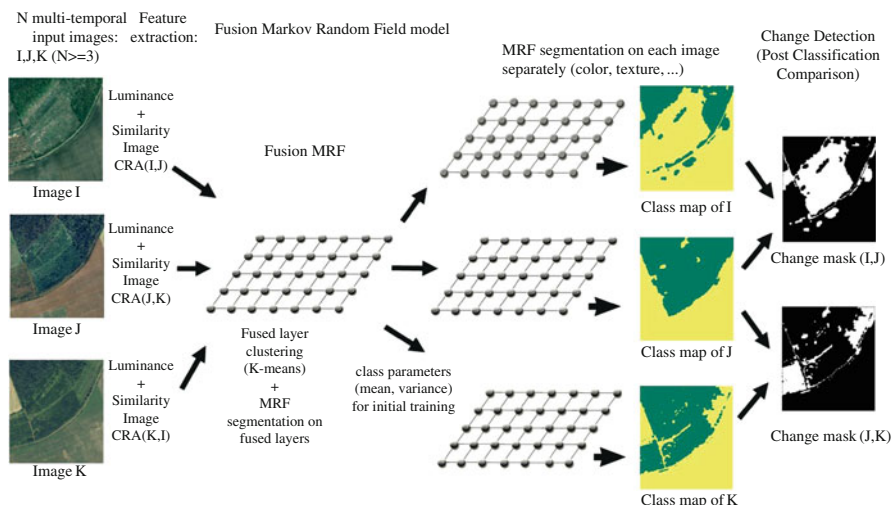 N multi-temporal
input images:
I,J,K (N>=3)
Feature
extraction:
Fusion Markov Random Field model
MRF segmentation on each image
separately (color, texture, ...)
Change Detection
(Post Classification
Comparison)
Luminance
+
Similarity
Image
CRA(I,J)
Image I
Luminance
+
Similarity
Image
CRA(J,K)
Image J
Luminance
+
Similarity
Image
CRA(K,I)
Image K
Fusion MRF
Fused layer
clustering
(K-means)
+
MRF
segmentation on
fused layers
class parameters
(mean, variance)
for initial training
Class map of I
Class map of J
Class map of K
Change mask (I,J)
Change mask (J,K)